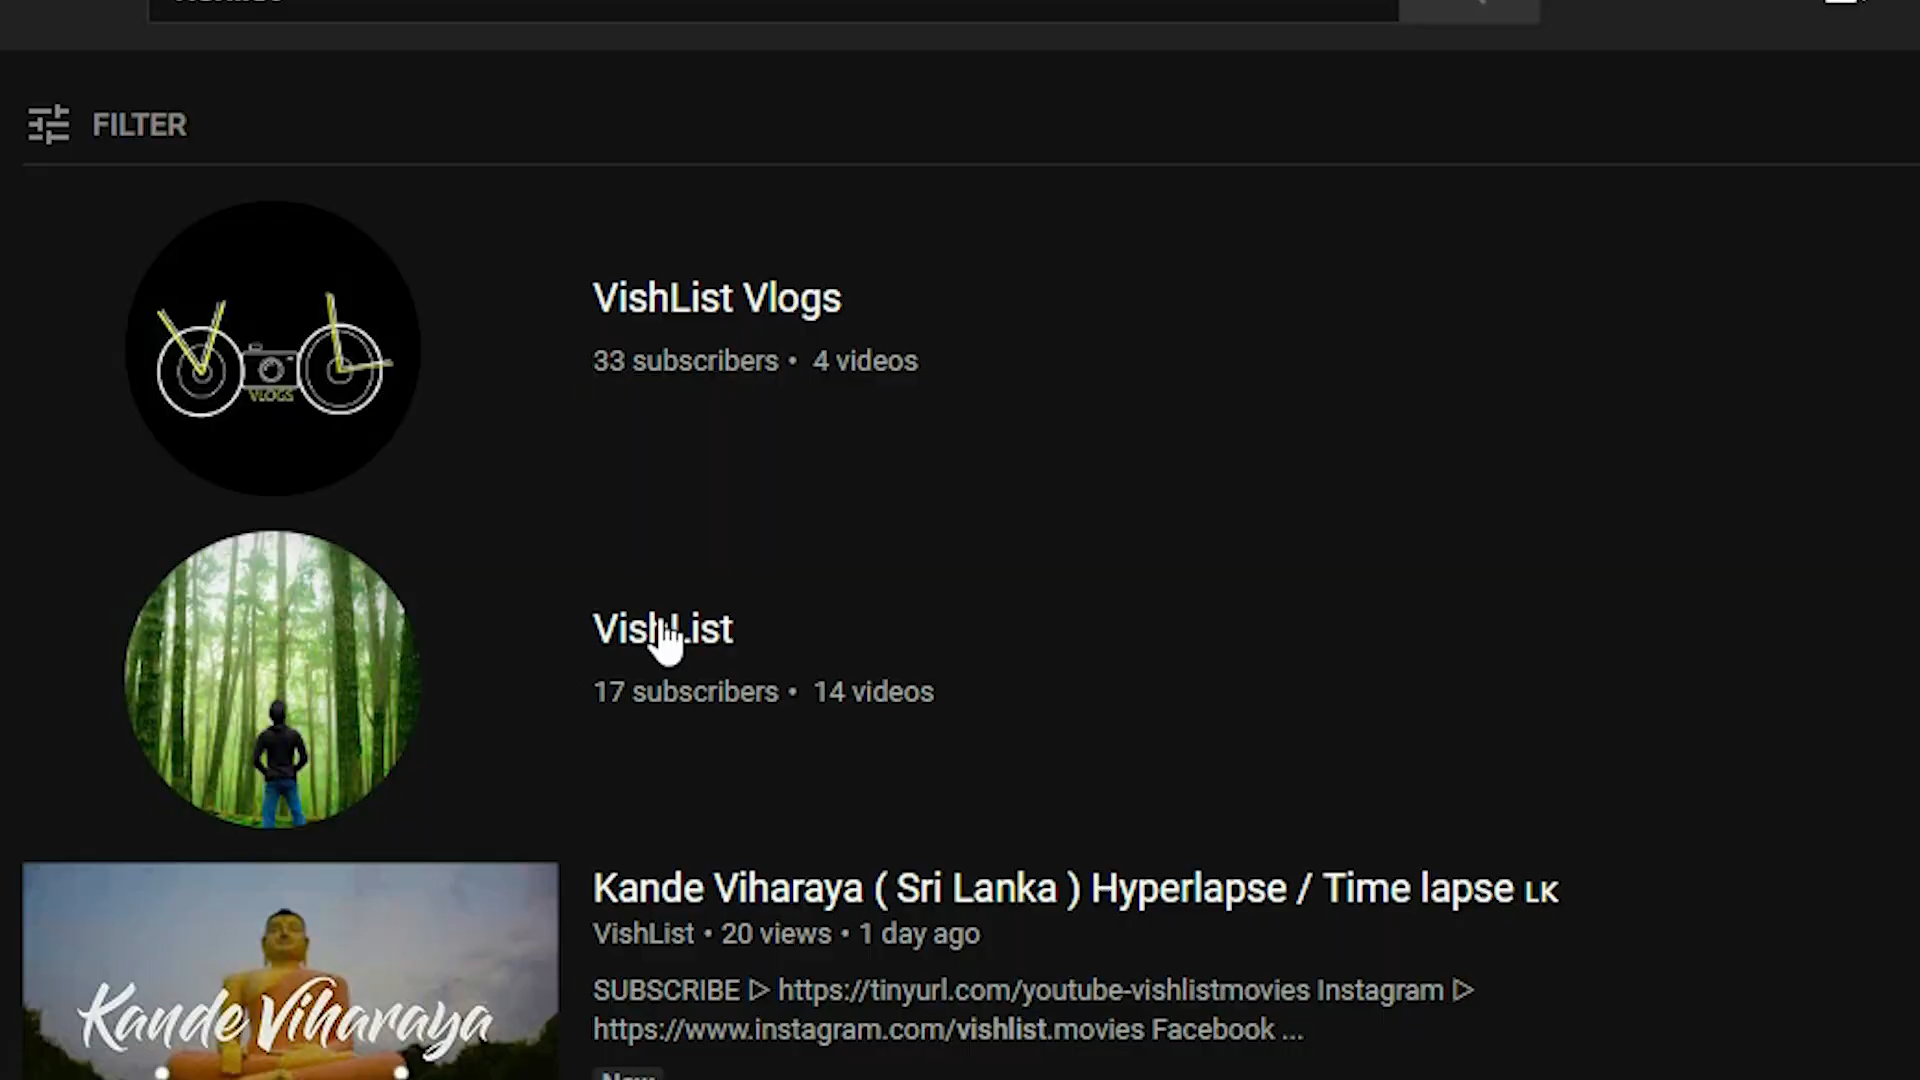 FILTER
VishList Vlogs
33 subscribers • 4 videos
VLOGS
VishList
17 subscribers • 14 videos
Kande Viharaya ( Sri Lanka ) Hyperlapse / Time lapse LK
VishList • 20 views • 1 day ago
SUBSCRIBE ▷ https://tinyurl.com/youtube-vishlistmovies Instagram ▷
https://www.instagram.com/vishlist.movies Facebook ...
Kande Viharaya